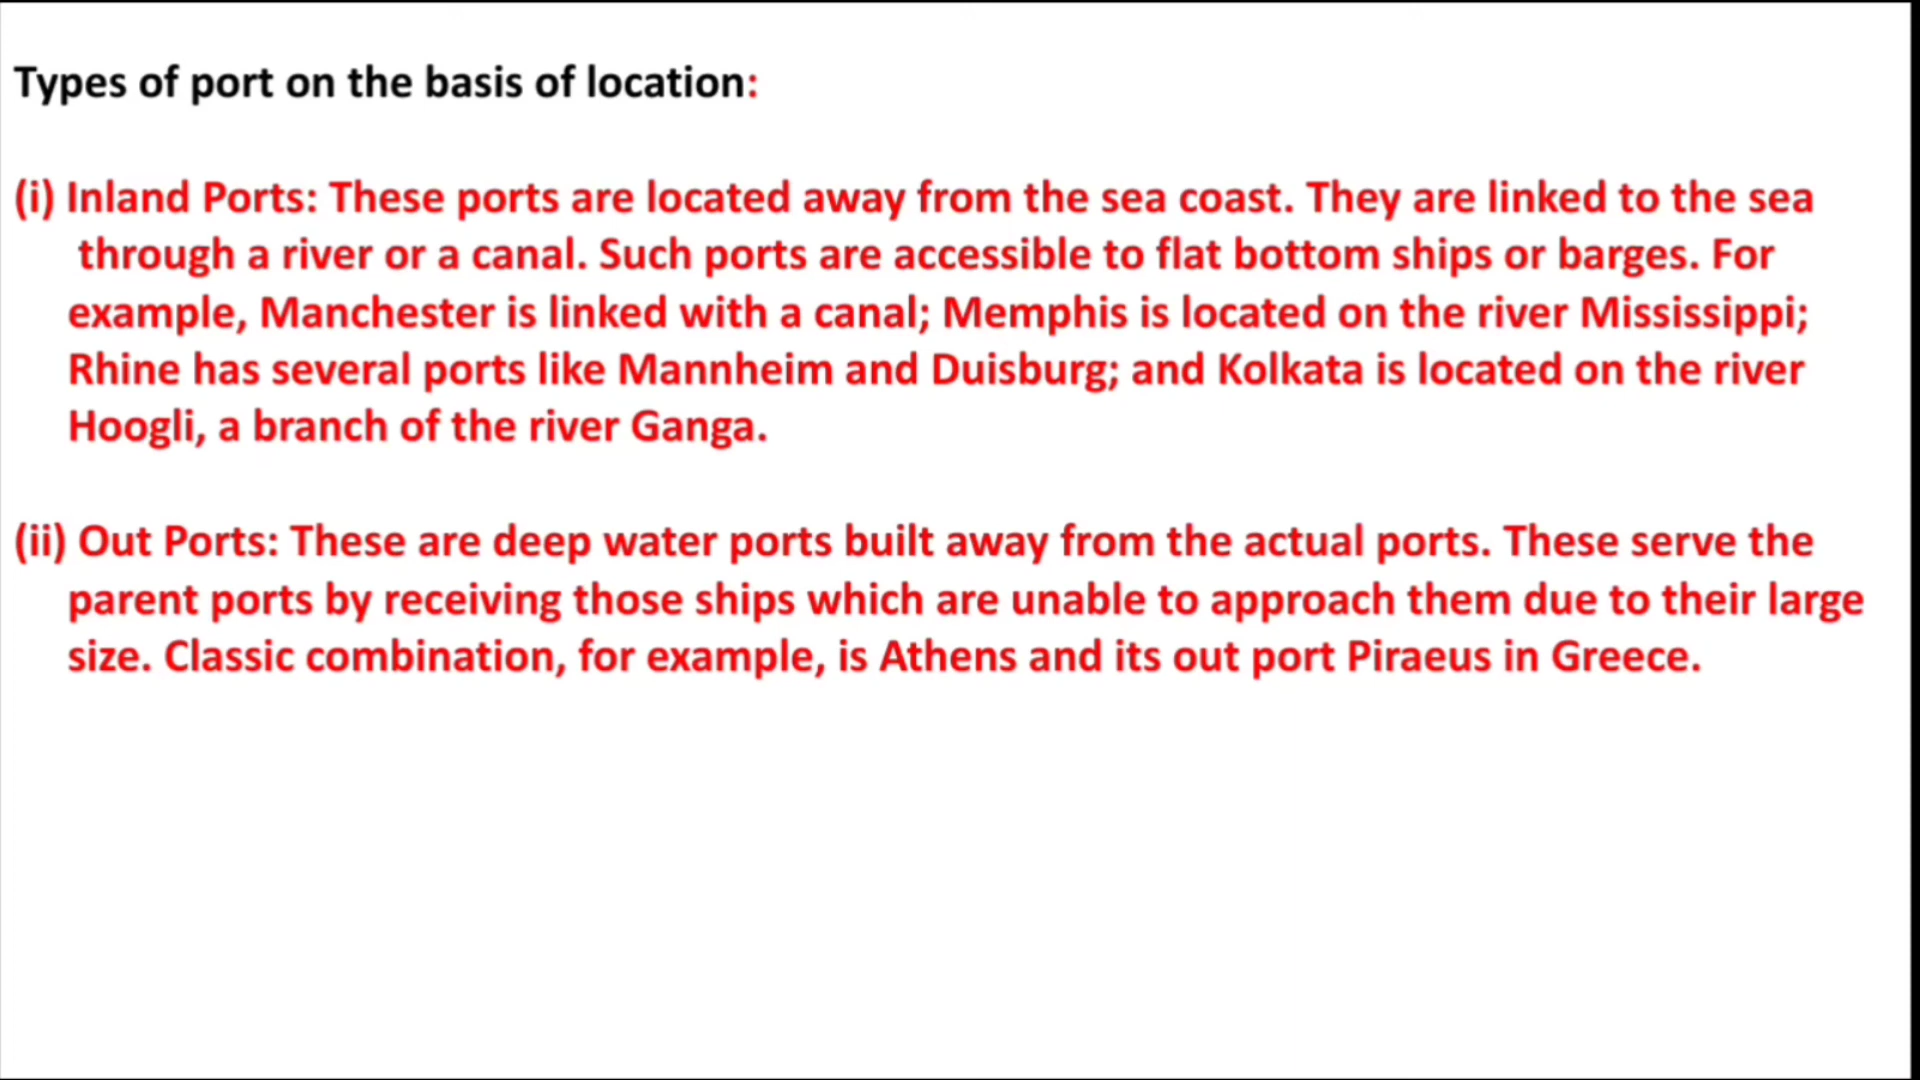 Types of port on the basis of location:
(i) Inland Ports: These ports are located away from the sea coast. They are linked to the sea
through a river or a canal. Such ports are accessible to flat bottom ships or barges. For
example, Manchester is linked with a canal; Memphis is located on the river Mississippi;
Rhine has several ports like Mannheim and Duisburg; and Kolkata is located on the river
Hoogli, a branch of the river Ganga.
(ii) Out Ports: These are deep water ports built away from the actual ports. These serve the
parent ports by receiving those ships which are unable to approach them due to their large
size. Classic combination, for example, is Athens and its out port Piraeus in Greece.